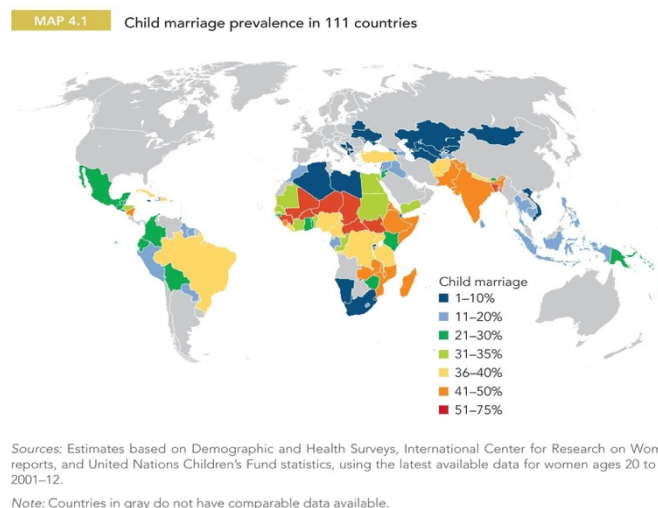 MAP 4.1 Child marriage prevalence in 111 countries
Child marriage
1–10%
11–20%
21–30%
31–35%
36–40%
41–50%
51–75%
Sources: Estimates based on Demographic and Health Surveys, International Center for Research on
reports, and United Nations Children's Fund statistics, using the latest available data for women ages 20 to
2001–12.
Note: Countries in gray do not have comparable data available.